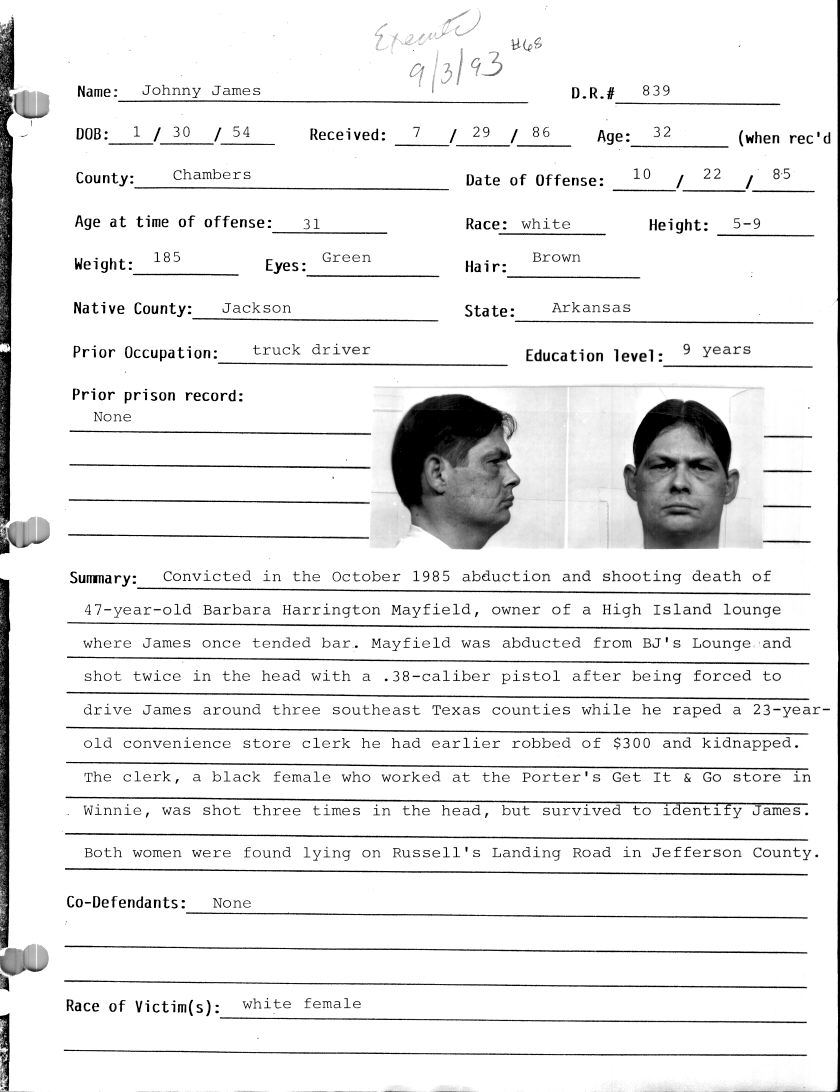 Execute
9/3/93 #68
Name: Johnny James D.R.# 839
DOB: 1 / 30 / 54 Received: 7 / 29 / 86 Age: 32 (when rec'd
County: Chambers Date of Offense: 10 / 22 / 85
Age at time of offense: 31 Race: white Height: 5-9
Weight: 185 Eyes: Green Hair: Brown
Native County: Jackson State: Arkansas
Prior Occupation: truck driver Education level: 9 years
Prior prison record:
None
Summary: Convicted in the October 1985 abduction and shooting death of
47-year-old Barbara Harrington Mayfield, owner of a High Island lounge
where James once tended bar. Mayfield was abducted from BJ's Lounge and
shot twice in the head with a .38-caliber pistol after being forced to
drive James around three southeast Texas counties while he raped a 23-year-
old convenience store clerk he had earlier robbed of $300 and kidnapped.
The clerk, a black female who worked at the Porter's Get It & Go store in
Winnie, was shot three times in the head, but survived to identify James.
Both women were found lying on Russell's Landing Road in Jefferson County.
Co-Defendants: None
Race of Victim(s): white female